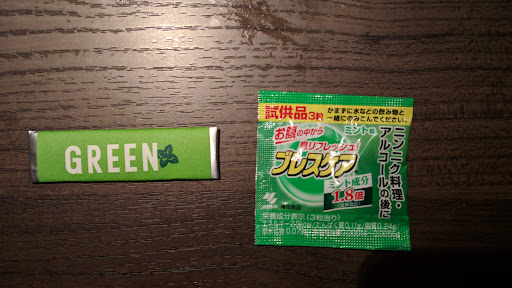 GREEN
試供品3粒
かまずに水などの飲み物と
一緒にのみこんでください。
お腹の中から
息リフレッシュ!
ミント味
ブレスケア
ミント成分
1.8倍
ニンニク料理・
アルコールの後に
栄養成分表示(3粒当り)